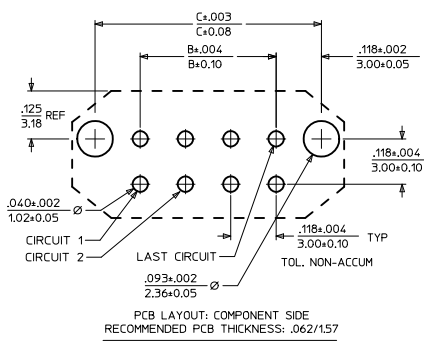 C±.003
C±0.08
B±.004
B±0.10
.118±.002
3.00±0.05
.125
3.18 REF
.118±.004
3.00±0.10
.040±.002
1.02±0.05 Ø
CIRCUIT 1
CIRCUIT 2
LAST CIRCUIT
.118±.004
3.00±0.10 TYP
TOL. NON-ACCUM
.093±.002
2.36±0.05 Ø
PCB LAYOUT: COMPONENT SIDE
RECOMMENDED PCB THICKNESS: .062/1.57